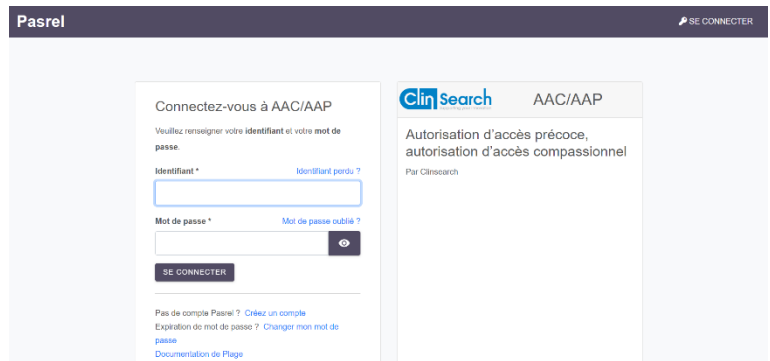 Pasrel
SE CONNECTER
Connectez-vous à AAC/AAP
Veuillez renseigner votre identifiant et votre mot de
passe.
Identifiant *
Identifiant perdu ?
Mot de passe *
Mot de passe oublié ?
SE CONNECTER
Pas de compte Pasrel ? Créez un compte
Expiration de mot de passe ? Changer mon mot de
passe
Documentation de Plage
Clin Search
AAC/AAP
Autorisation d'accès précoce,
autorisation d'accès compassionnel
Par Clinsearch